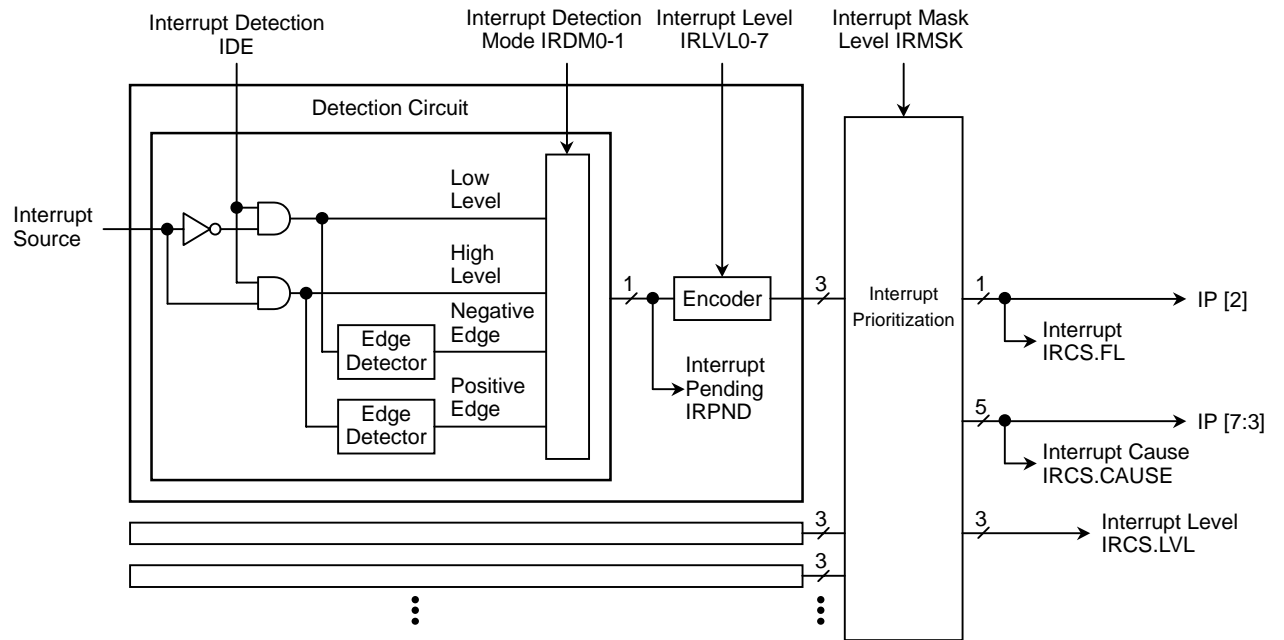 Interrupt Detection
IDE
Interrupt Detection
Mode IRDM0-1
Interrupt Level
IRLVL0-7
Interrupt Mask
Level IRMSK
Detection Circuit
Interrupt
Source
Low
Level
High
Level
Negative
Edge
Positive
Edge
Edge
Detector
Edge
Detector
1
Encoder
3
Interrupt
Pending
IRPND
Interrupt
Prioritization
1
IP [2]
Interrupt
IRCS.FL
5
IP [7:3]
Interrupt Cause
IRCS.CAUSE
3
3
Interrupt Level
IRCS.LVL
3